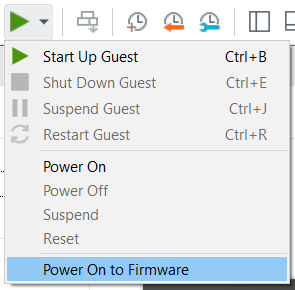 Start Up Guest Ctrl+B
Shut Down Guest Ctrl+E
Suspend Guest Ctrl+J
Restart Guest Ctrl+R
Power On
Power Off
Suspend
Reset
Power On to Firmware